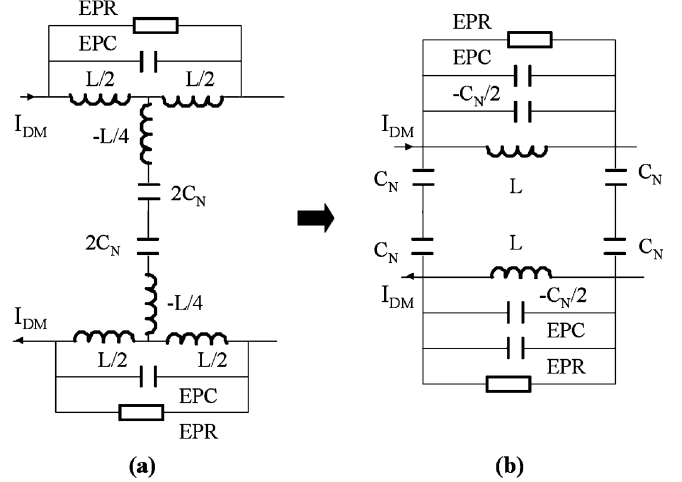 EPR
EPC
L/2 L/2
I_DM
-L/4
2C_N
2C_N
-L/4
I_DM
L/2 L/2
EPC
EPR
(a)
EPR
EPC
-C_N/2
I_DM
C_N L C_N
C_N L C_N
I_DM
-C_N/2
EPC
EPR
(b)